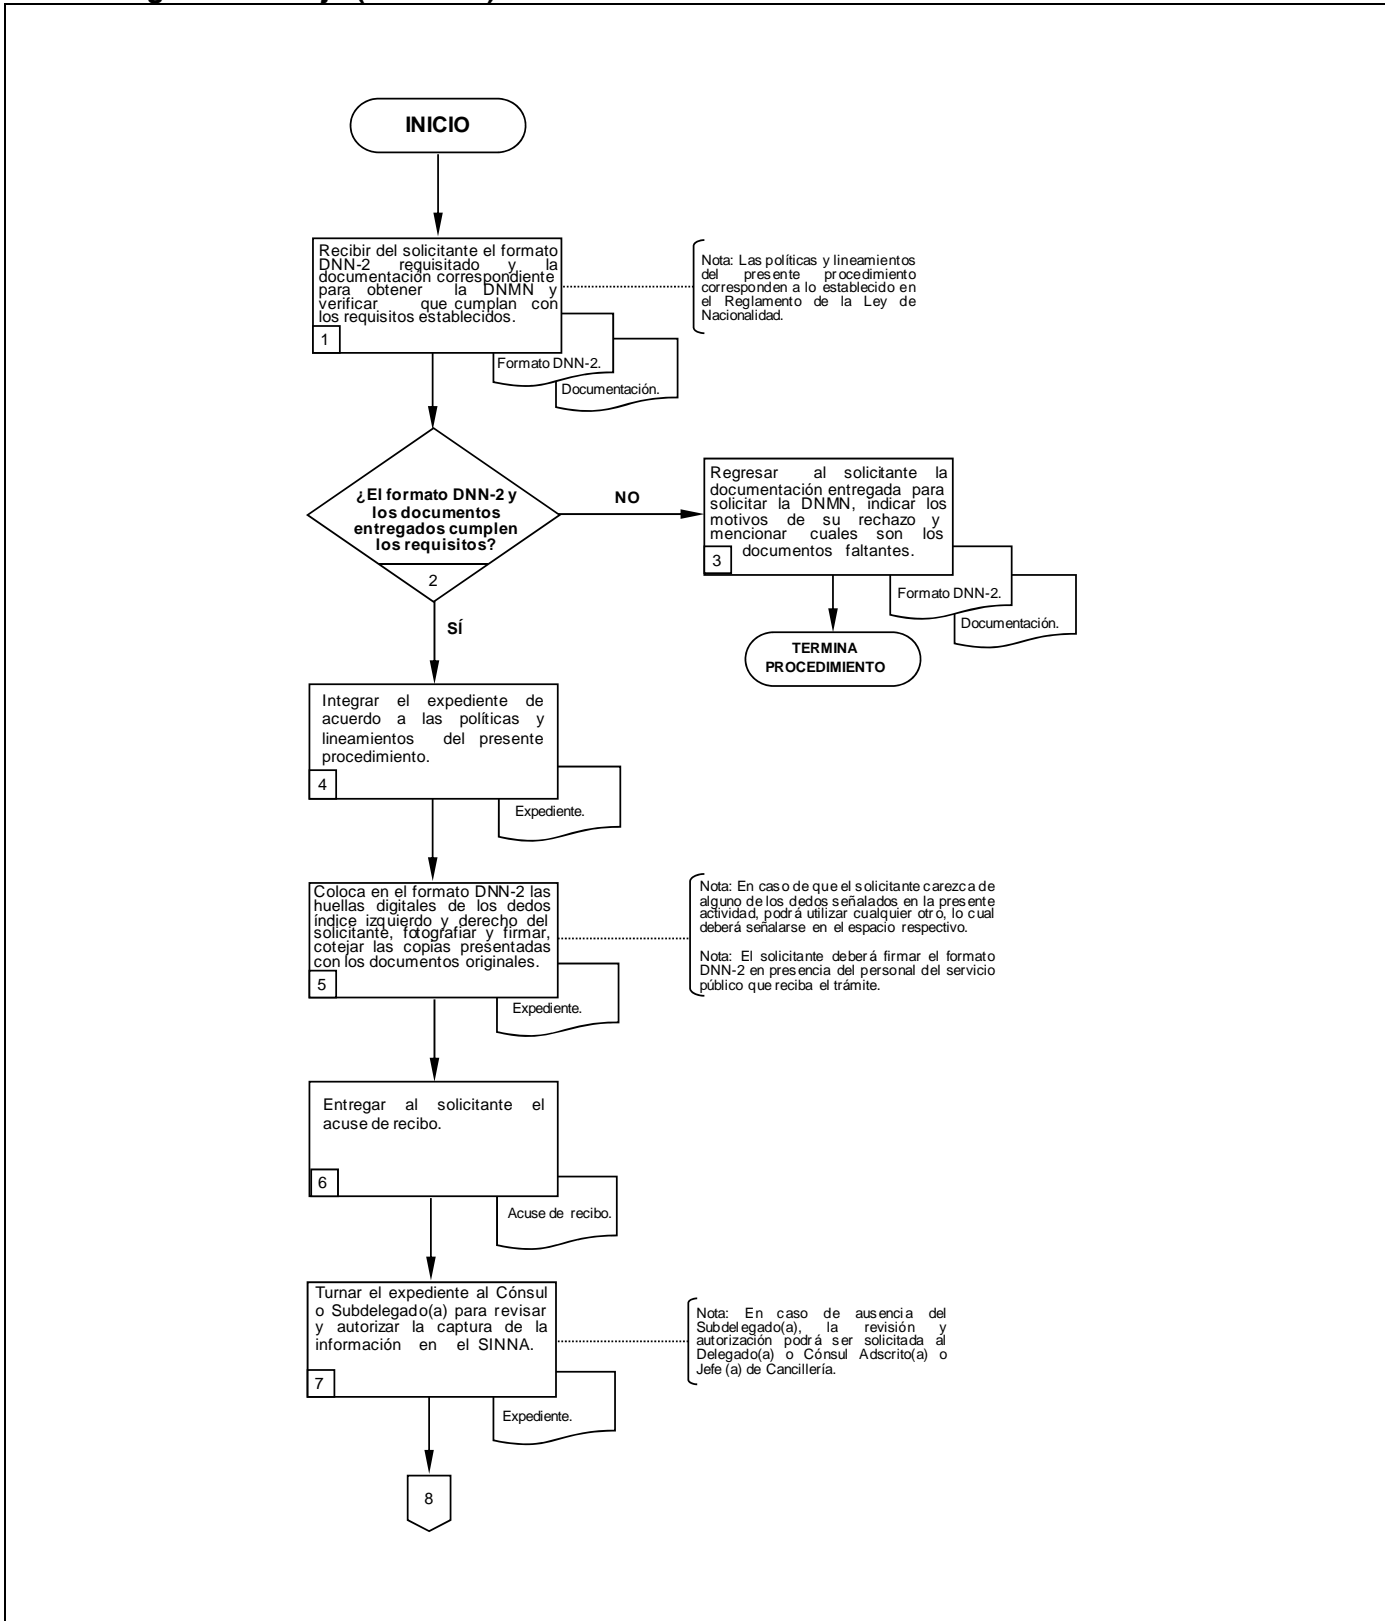 INICIO
Recibir del solicitante el formato
DNN-2 requisitado y la
documentación correspondiente
para obtener la DNMN y
verificar que cumplan con
los requisitos establecidos.
1
Formato DNN-2.
Documentación.
Nota: Las políticas y lineamientos
del presente procedimiento
corresponden a lo establecido en
el Reglamento de la Ley de
Nacionalidad.
¿El formato DNN-2 y
los documentos
entregados cumplen
los requisitos?
2
NO
SÍ
Regresar al solicitante la
documentación entregada para
solicitar la DNMN, indicar los
motivos de su rechazo y
mencionar cuales son los
documentos faltantes.
3
Formato DNN-2.
Documentación.
TERMINA
PROCEDIMIENTO
Integrar el expediente de
acuerdo a las políticas y
lineamientos del presente
procedimiento.
4
Expediente.
Coloca en el formato DNN-2 las
huellas digitales de los dedos
índice izquierdo y derecho del
solicitante, fotografiar y firmar,
cotejar las copias presentadas
con los documentos originales.
5
Expediente.
Nota: En caso de que el solicitante carezca de
alguno de los dedos señalados en la presente
actividad, podrá utilizar cualquier otro, lo cual
deberá señalarse en el espacio respectivo.
Nota: El solicitante deberá firmar el formato
DNN-2 en presencia del personal del servicio
público que reciba el trámite.
Entregar al solicitante el
acuse de recibo.
6
Acuse de recibo.
Turnar el expediente al Cónsul
o Subdelegado(a) para revisar
y autorizar la captura de la
información en el SINNA.
7
Expediente.
Nota: En caso de ausencia del
Subdelegado(a), la revisión y
autorización podrá ser solicitada al
Delegado(a) o Cónsul Adscrito(a) o
Jefe (a) de Cancillería.
8